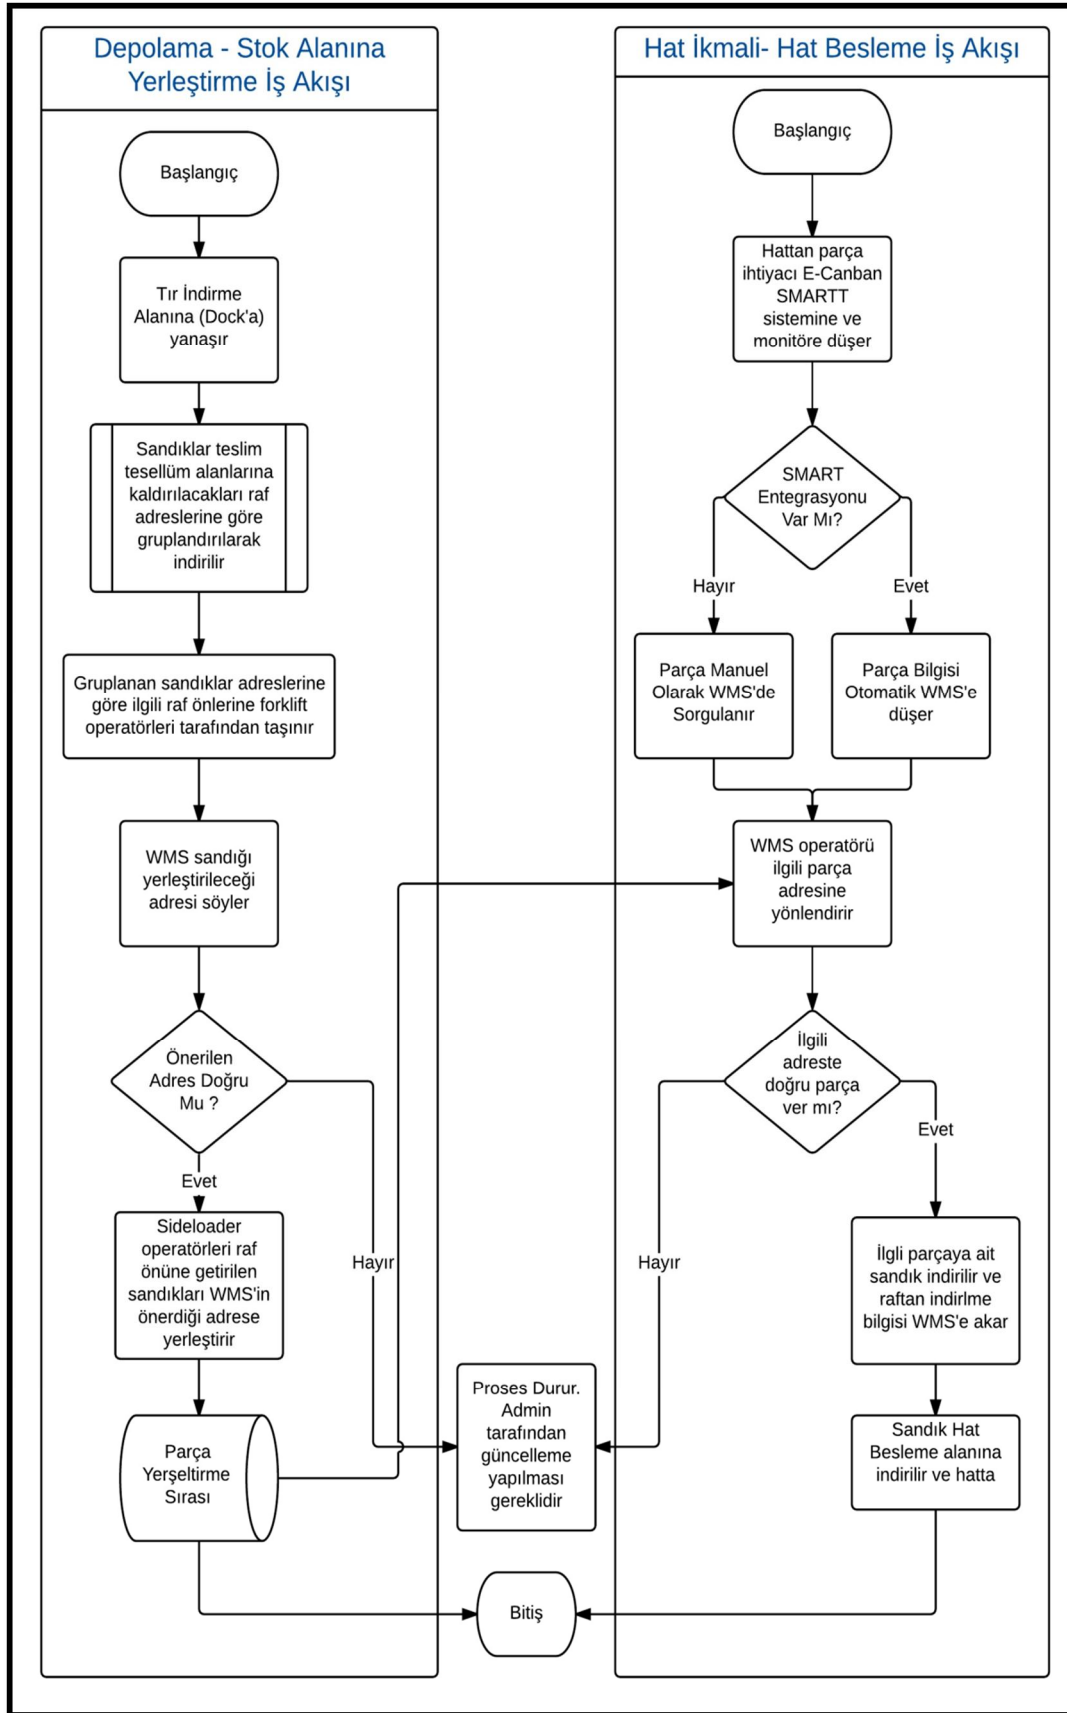 Depolama - Stok Alanına
Yerleştirme İş Akışı
Başlangıç
Tır İndirme
Alanına (Dock'a)
yanaşır
Sandıklar teslim
tesellüm alanlarına
kaldırılacakları raf
adreslerine göre
gruplandırılarak
indirilir
Gruplanan sandıklar adreslerine
göre ilgili raf önlerine forklift
operatörleri tarafından taşınır
WMS sandığı
yerleştirileceği
adresi söyler
Önerilen
Adres Doğru
Mu ?
Evet
Hayır
Sideloader
operatörleri raf
önüne getirilen
sandıkları WMS'in
önerdiği adrese
yerleştirir
Parça
Yerşeltirme
Sırası
Proses Durur.
Admin
tarafından
güncelleme
yapılması
gereklidir
Bitiş
Hat İkmali- Hat Besleme İş Akışı
Başlangıç
Hattan parça
ihtiyacı E-Canban
SMARTT
sistemine ve
monitöre düşer
SMART
Entegrasyonu
Var Mı?
Hayır
Evet
Parça Manuel
Olarak WMS'de
Sorgulanır
Parça Bilgisi
Otomatik WMS'e
düşer
WMS operatörü
ilgili parça
adresine
yönlendirir
İlgili
adreste
doğru parça
ver mı?
Evet
Hayır
İlgli parçaya ait
sandık indirilir ve
raftan indirlme
bilgisi WMS'e akar
Sandık Hat
Besleme alanına
indirilir ve hatta